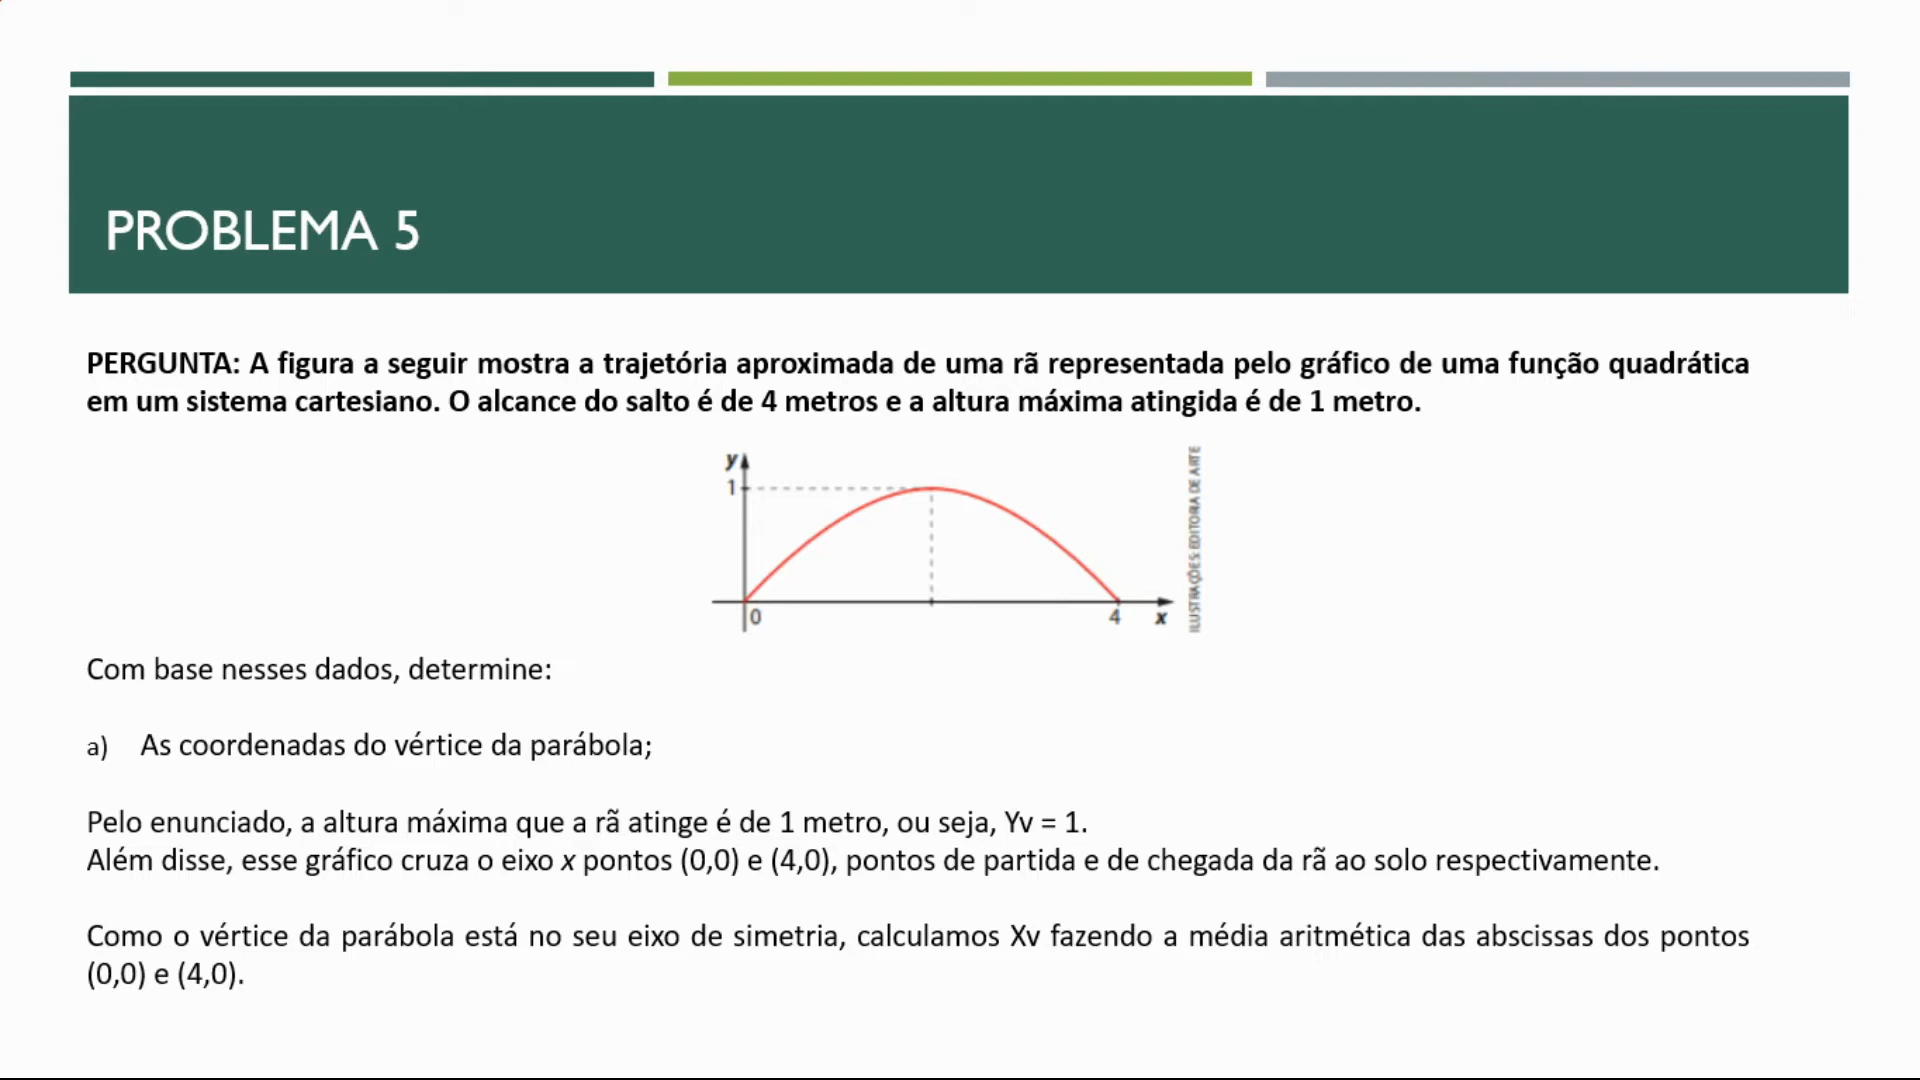 PROBLEMA 5
PERGUNTA: A figura a seguir mostra a trajetória aproximada de uma rã representada pelo gráfico de uma função quadrática
em um sistema cartesiano. O alcance do salto é de 4 metros e a altura máxima atingida é de 1 metro.
y
1
0
4
x
ILUSTRAÇÕES: EDITORIA DE ARTE
Com base nesses dados, determine:
a) As coordenadas do vértice da parábola;
Pelo enunciado, a altura máxima que a rã atinge é de 1 metro, ou seja, Yv = 1.
Além disse, esse gráfico cruza o eixo x pontos (0,0) e (4,0), pontos de partida e de chegada da rã ao solo respectivamente.
Como o vértice da parábola está no seu eixo de simetria, calculamos Xv fazendo a média aritmética das abscissas dos pontos
(0,0) e (4,0).